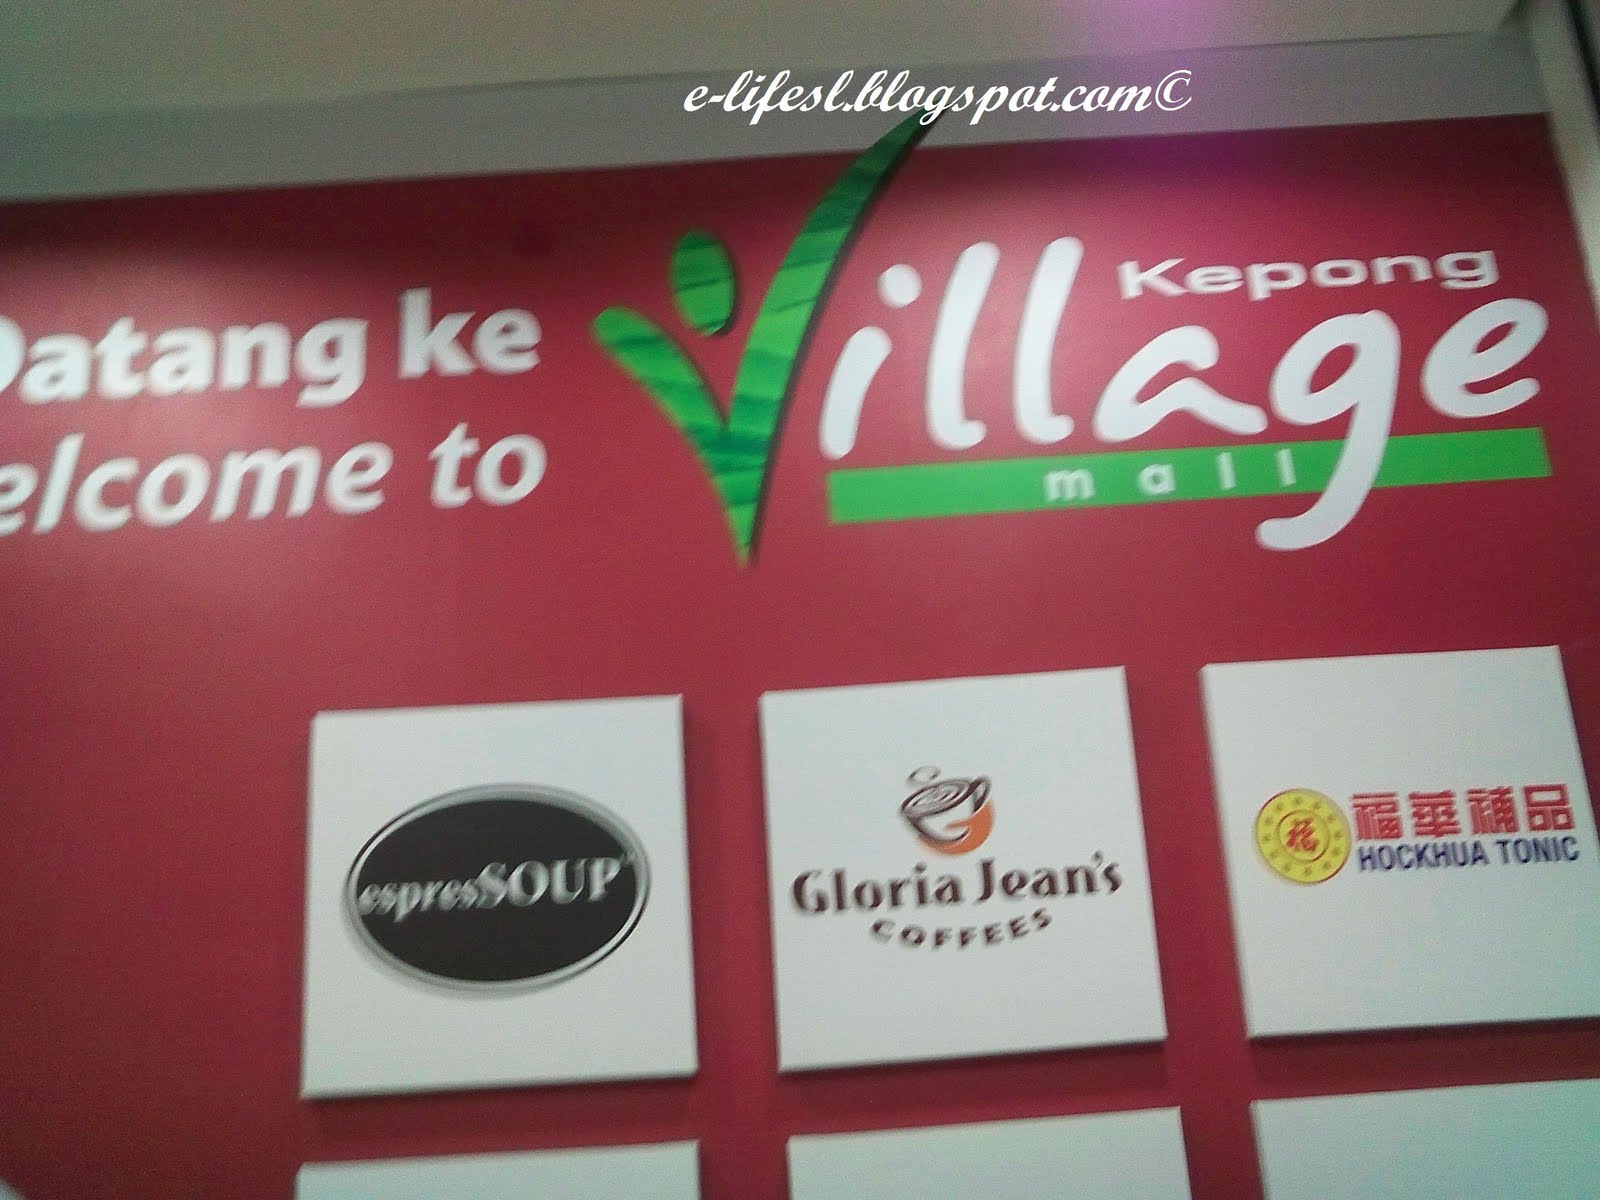 e-lifesl.blogspot.com©
Datang ke
elcome to
Kepong
Village
mall
espresSOUP
Gloria Jean's
COFFEES
福
福華補品
HOCKHUA TONIC